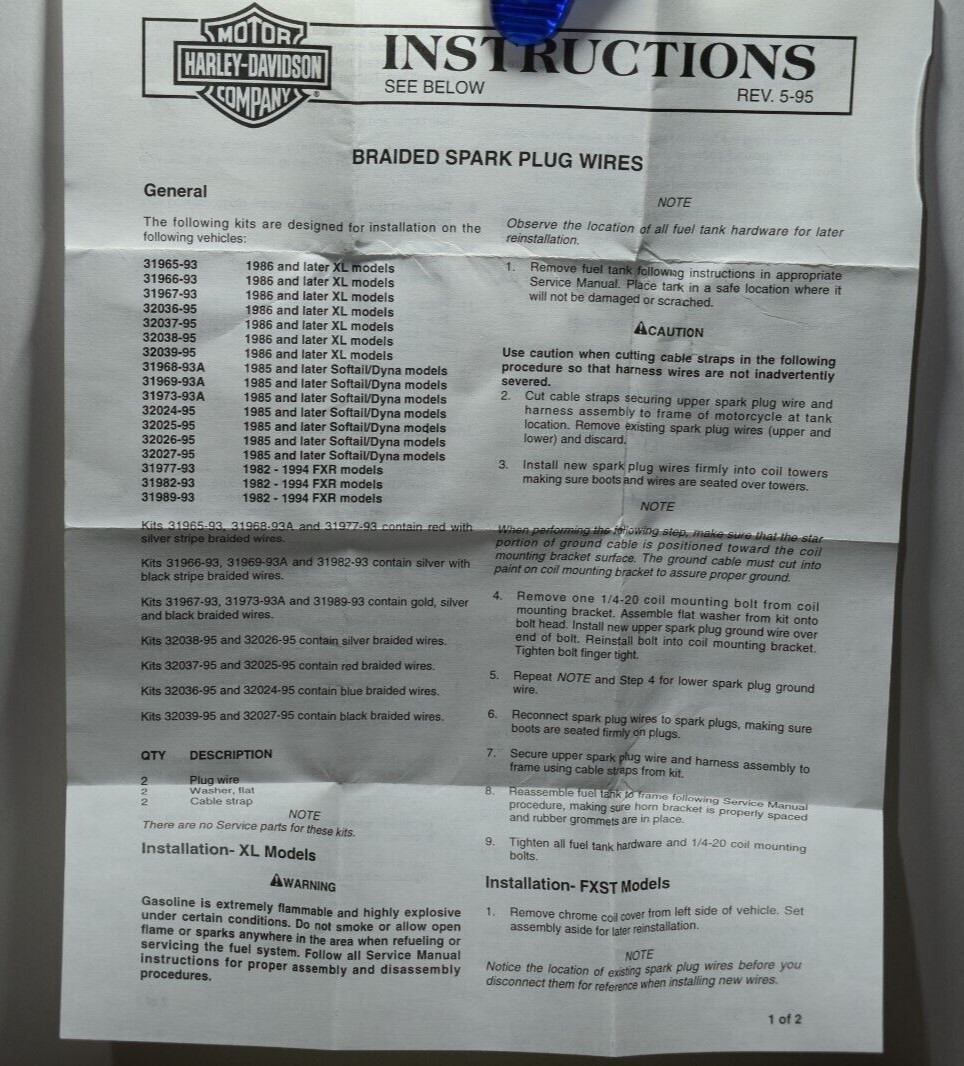 MOTOR
HARLEY-DAVIDSON
COMPANY
®
INSTRUCTIONS
SEE BELOW
REV. 5-95
BRAIDED SPARK PLUG WIRES
General
The following kits are designed for installation on the
following vehicles:
31965-93 1986 and later XL models
31966-93 1986 and later XL models
31967-93 1986 and later XL models
32036-95 1986 and later XL models
32037-95 1986 and later XL models
32038-95 1986 and later XL models
32039-95 1986 and later XL models
31968-93A 1985 and later Softail/Dyna models
31969-93A 1985 and later Softail/Dyna models
31973-93A 1985 and later Softail/Dyna models
32024-95 1985 and later Softail/Dyna models
32025-95 1985 and later Softail/Dyna models
32026-95 1985 and later Softail/Dyna models
32027-95 1985 and later Softail/Dyna models
31977-93 1982 - 1994 FXR models
31982-93 1982 - 1994 FXR models
31989-93 1982 - 1994 FXR models
Kits 31965-93, 31968-93A and 31977-93 contain red with
silver stripe braided wires.
Kits 31966-93, 31969-93A and 31982-93 contain silver with
black stripe braided wires.
Kits 31967-93, 31973-93A and 31989-93 contain gold, silver
and black braided wires.
Kits 32038-95 and 32026-95 contain silver braided wires.
Kits 32037-95 and 32025-95 contain red braided wires.
Kits 32036-95 and 32024-95 contain blue braided wires.
Kits 32039-95 and 32027-95 contain black braided wires.
QTY DESCRIPTION
2 Plug wire
2 Washer, flat
2 Cable strap
NOTE
There are no Service parts for these kits.
Installation- XL Models
⚠WARNING
Gasoline is extremely flammable and highly explosive
under certain conditions. Do not smoke or allow open
flame or sparks anywhere in the area when refueling or
servicing the fuel system. Follow all Service Manual
instructions for proper assembly and disassembly
procedures.
NOTE
Observe the location of all fuel tank hardware for later
reinstallation.
1. Remove fuel tank following instructions in appropriate
Service Manual. Place tank in a safe location where it
will not be damaged or scrached.
⚠CAUTION
Use caution when cutting cable straps in the following
procedure so that harness wires are not inadvertently
severed.
2. Cut cable straps securing upper spark plug wire and
harness assembly to frame of motorcycle at tank
location. Remove existing spark plug wires (upper and
lower) and discard.
3. Install new spark plug wires firmly into coil towers
making sure boots and wires are seated over towers.
NOTE
When performing the following step, make sure that the star
portion of ground cable is positioned toward the coil
mounting bracket surface. The ground cable must cut into
paint on coil mounting bracket to assure proper ground.
4. Remove one 1/4-20 coil mounting bolt from coil
mounting bracket. Assemble flat washer from kit onto
bolt head. Install new upper spark plug ground wire over
end of bolt. Reinstall bolt into coil mounting bracket.
Tighten bolt finger tight.
5. Repeat NOTE and Step 4 for lower spark plug ground
wire.
6. Reconnect spark plug wires to spark plugs, making sure
boots are seated firmly on plugs.
7. Secure upper spark plug wire and harness assembly to
frame using cable straps from kit.
8. Reassemble fuel tank to frame following Service Manual
procedure, making sure horn bracket is properly spaced
and rubber grommets are in place.
9. Tighten all fuel tank hardware and 1/4-20 coil mounting
bolts.
Installation- FXST Models
1. Remove chrome coil cover from left side of vehicle. Set
assembly aside for later reinstallation.
NOTE
Notice the location of existing spark plug wires before you
disconnect them for reference when installing new wires.
1 of 2